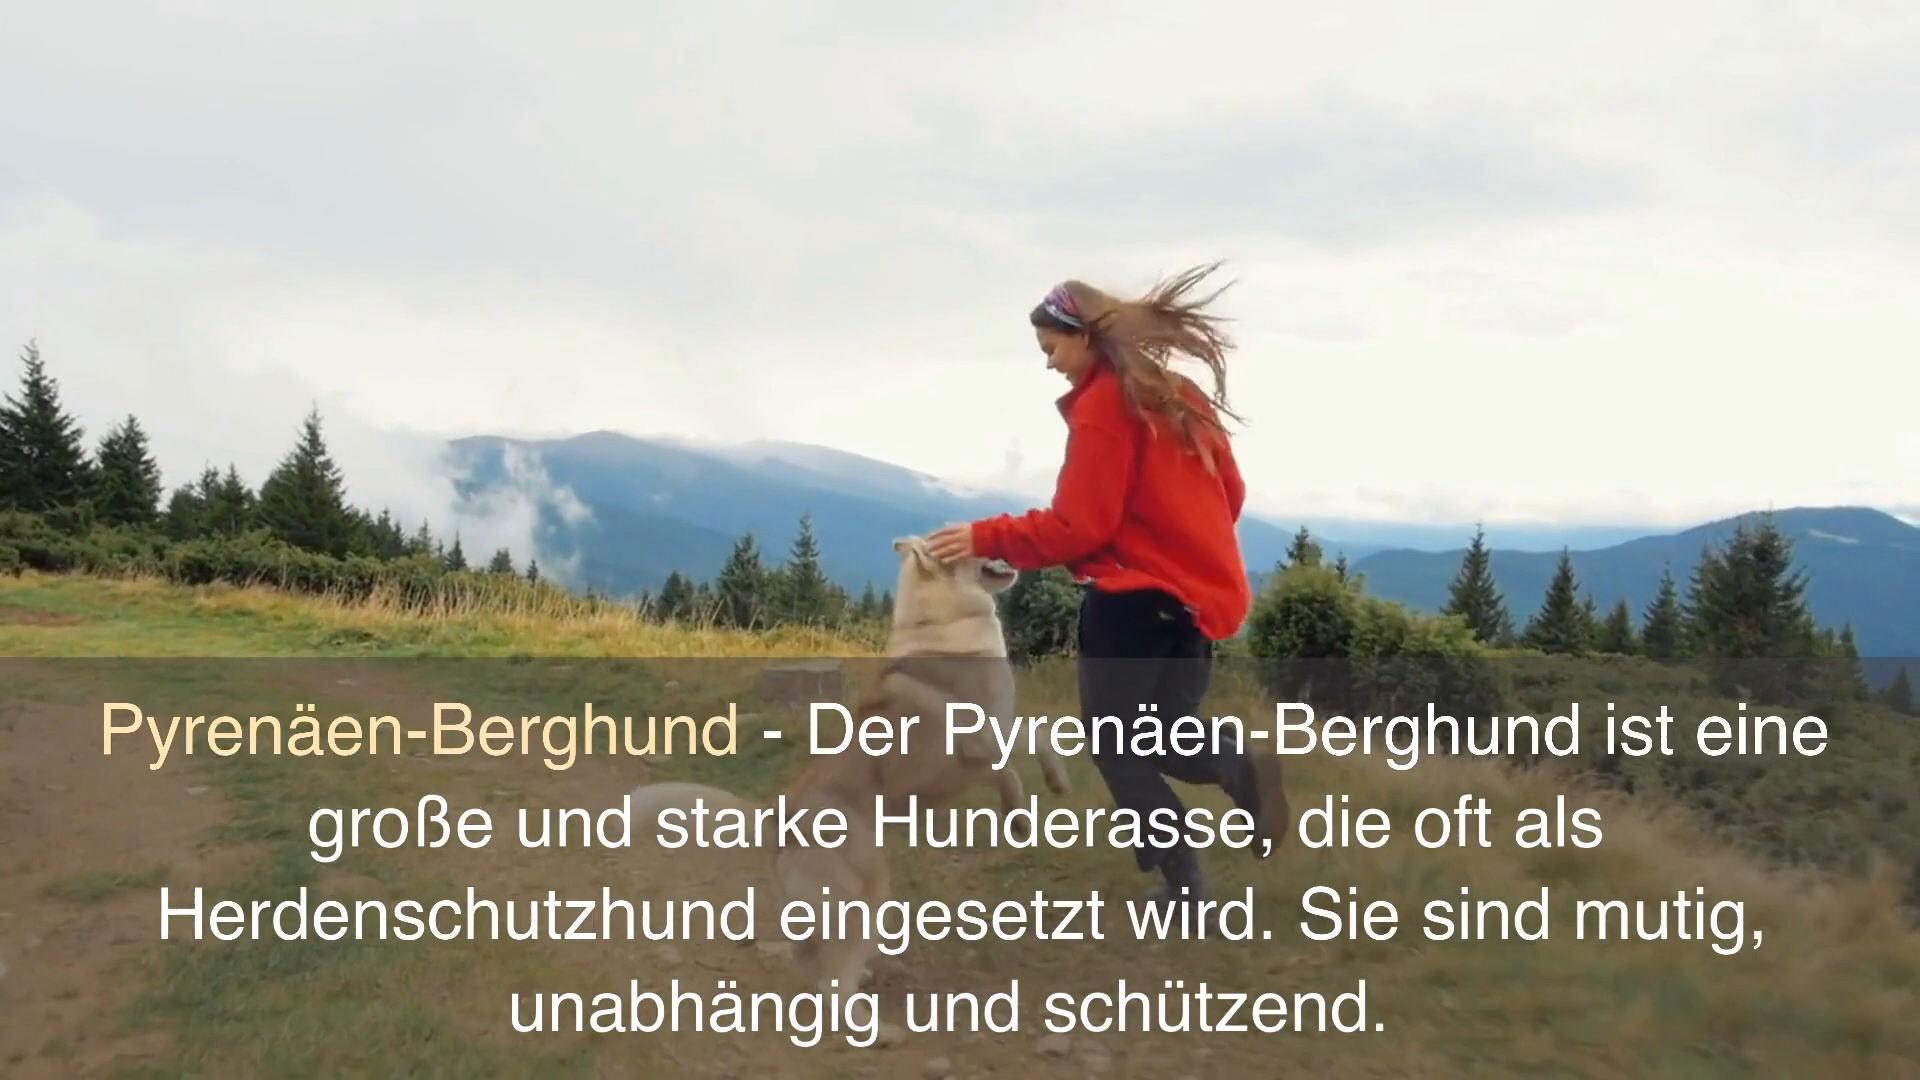 Pyrenäen-Berghund - Der Pyrenäen-Berghund ist eine
große und starke Hunderasse, die oft als
Herdenschutzhund eingesetzt wird. Sie sind mutig,
unabhängig und schützend.